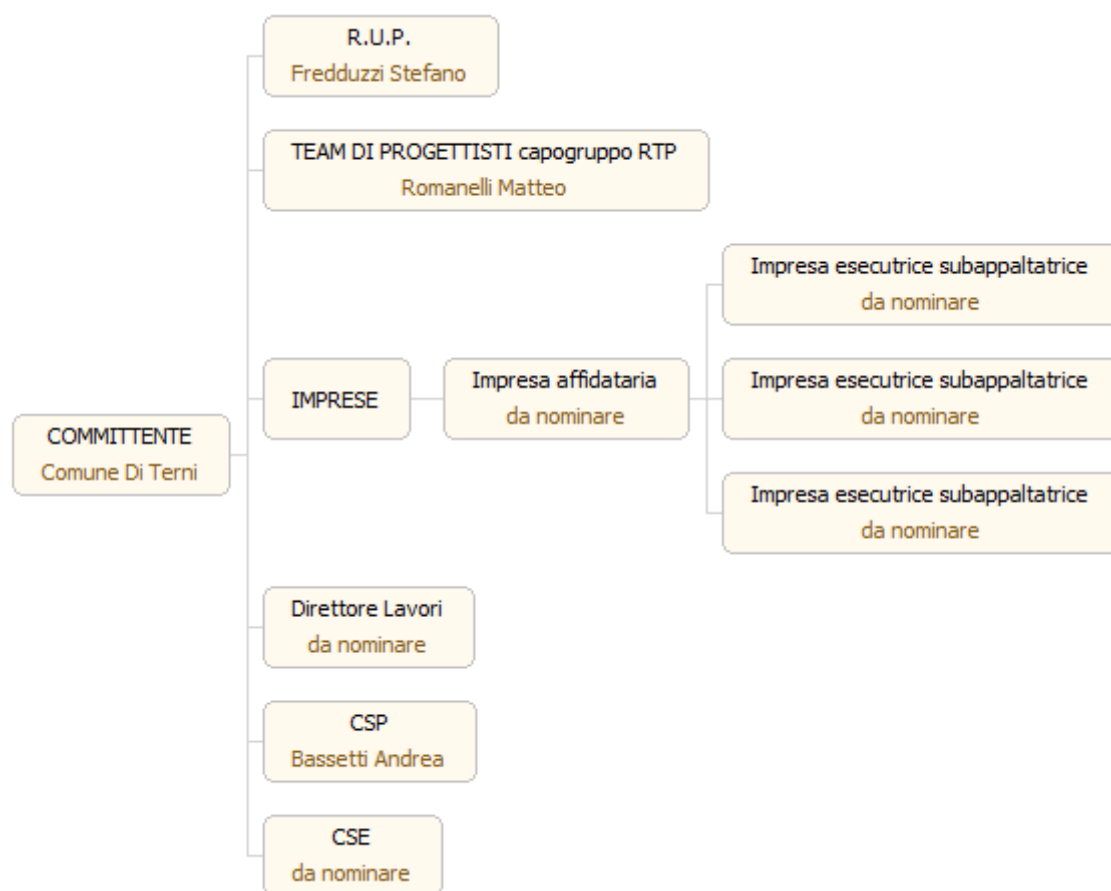 R.U.P.
Fredduzzi Stefano
TEAM DI PROGETTISTI capogruppo RTP
Romanelli Matteo
Impresa esecutrice subappaltatrice
da nominare
IMPRESE
Impresa affidataria
da nominare
Impresa esecutrice subappaltatrice
da nominare
COMMITTENTE
Comune Di Terni
Impresa esecutrice subappaltatrice
da nominare
Direttore Lavori
da nominare
CSP
Bassetti Andrea
CSE
da nominare